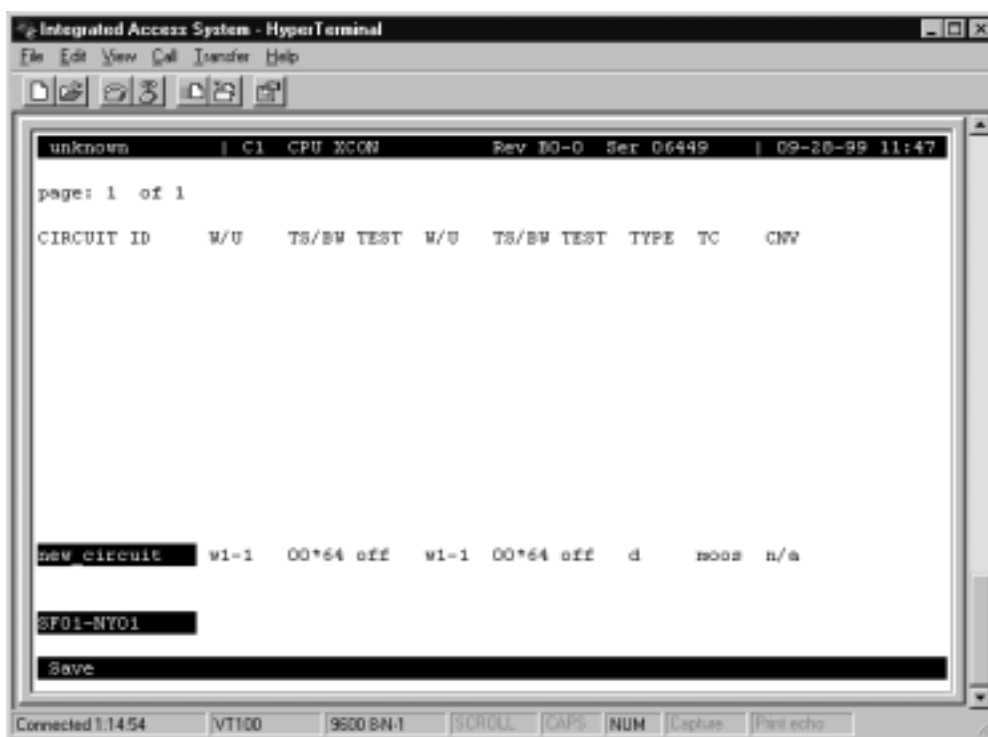 Integrated Access System - HyperTerminal
File Edit View Call Transfer Help
unknown | C1 CPU XCON Rev B0-0 Ser 06449 | 09-28-99 11:47
page: 1 of 1
CIRCUIT ID W/U TS/BW TEST W/U TS/BW TEST TYPE TC CNV
new_circuit w1-1 00*64 off w1-1 00*64 off d moos n/a
SF01-NY01
Save
Connected 1:14:54 VT100 9600 8-N-1 SCROLL CAPS NUM Capture Print echo